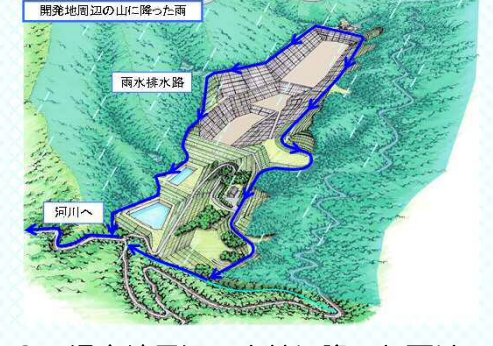 開発地周辺の山に降った雨
雨水排水路
河川へ